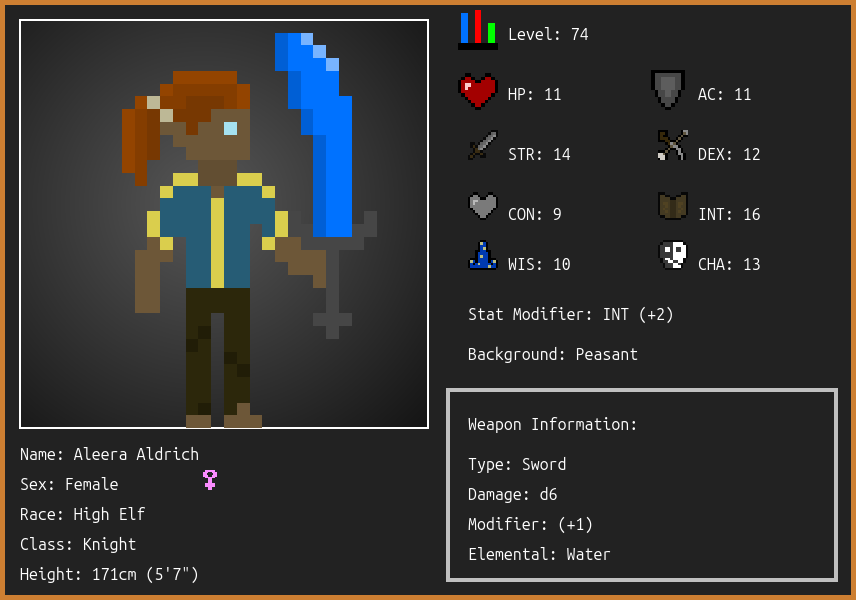 Level: 74
HP: 11
AC: 11
STR: 14
DEX: 12
CON: 9
INT: 16
WIS: 10
CHA: 13
Stat Modifier: INT (+2)
Background: Peasant
Weapon Information:
Type: Sword
Damage: d6
Modifier: (+1)
Elemental: Water
Name: Aleera Aldrich
Sex: Female
Race: High Elf
Class: Knight
Height: 171cm (5'7")